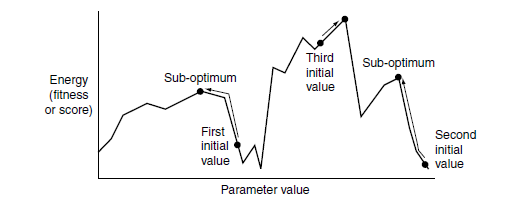 Energy
(fitness
or score)
Sub-optimum
First
initial
value
Third
initial
value
Sub-optimum
Second
initial
value
Parameter value